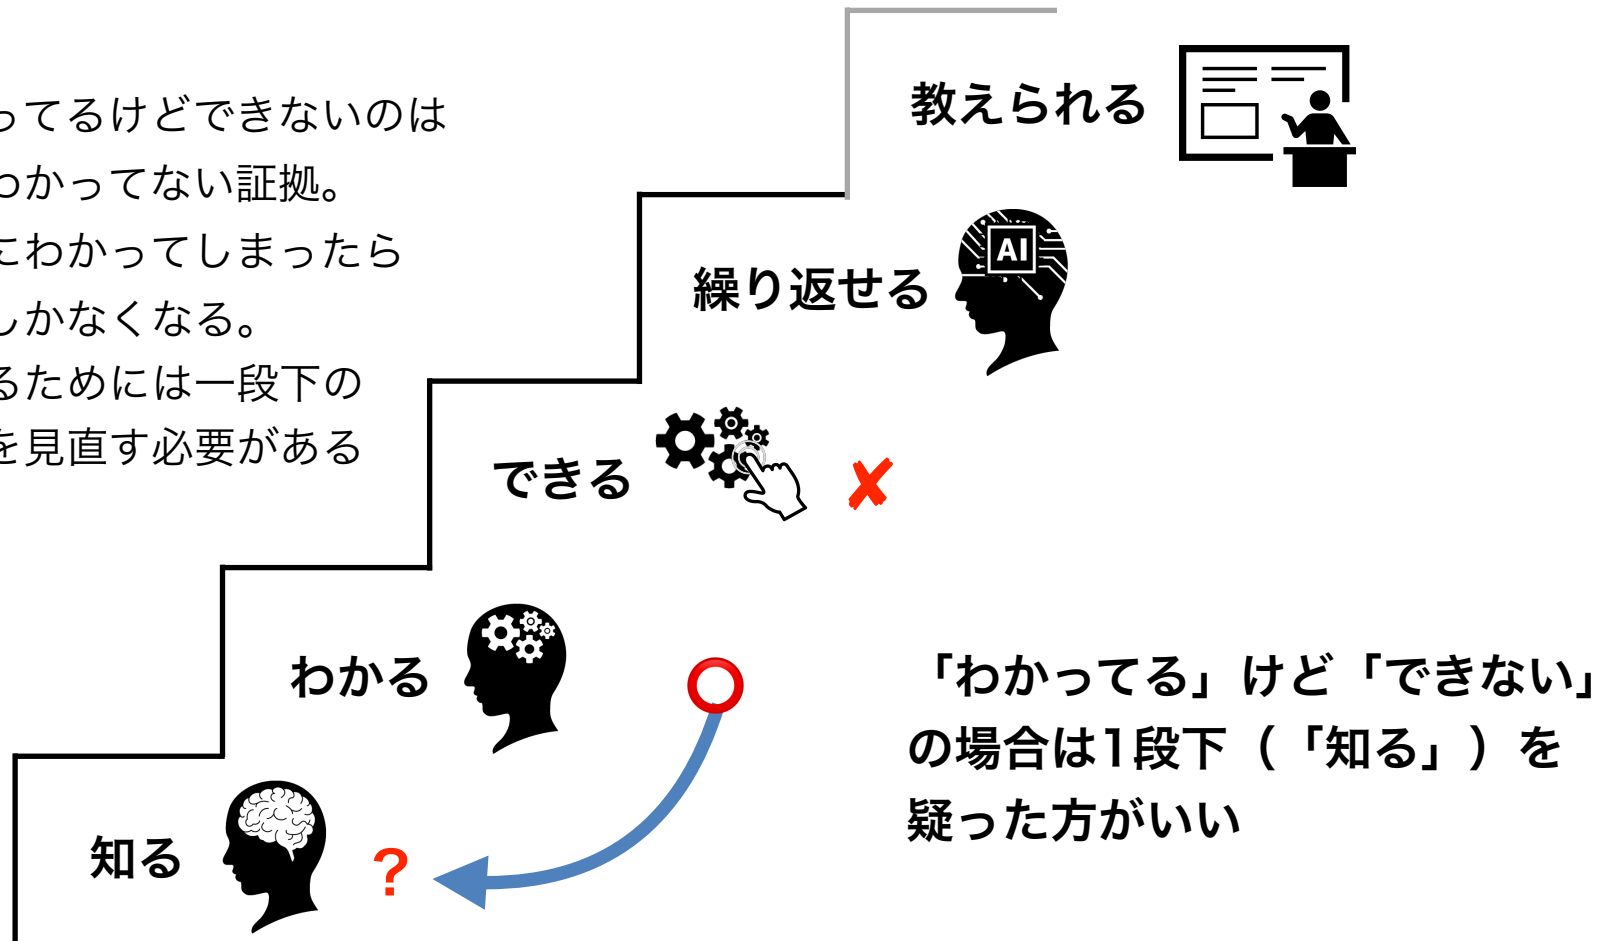 ってるけどできないのは
わかってない証拠。
にわかってしまったら
しかなくなる。
るためには一段下の
を見直す必要がある
教えられる
AI
繰り返せる
できる
✘
わかる
知る
?
「わかってる」けど「できない」
の場合は1段下（「知る」）を
疑った方がいい